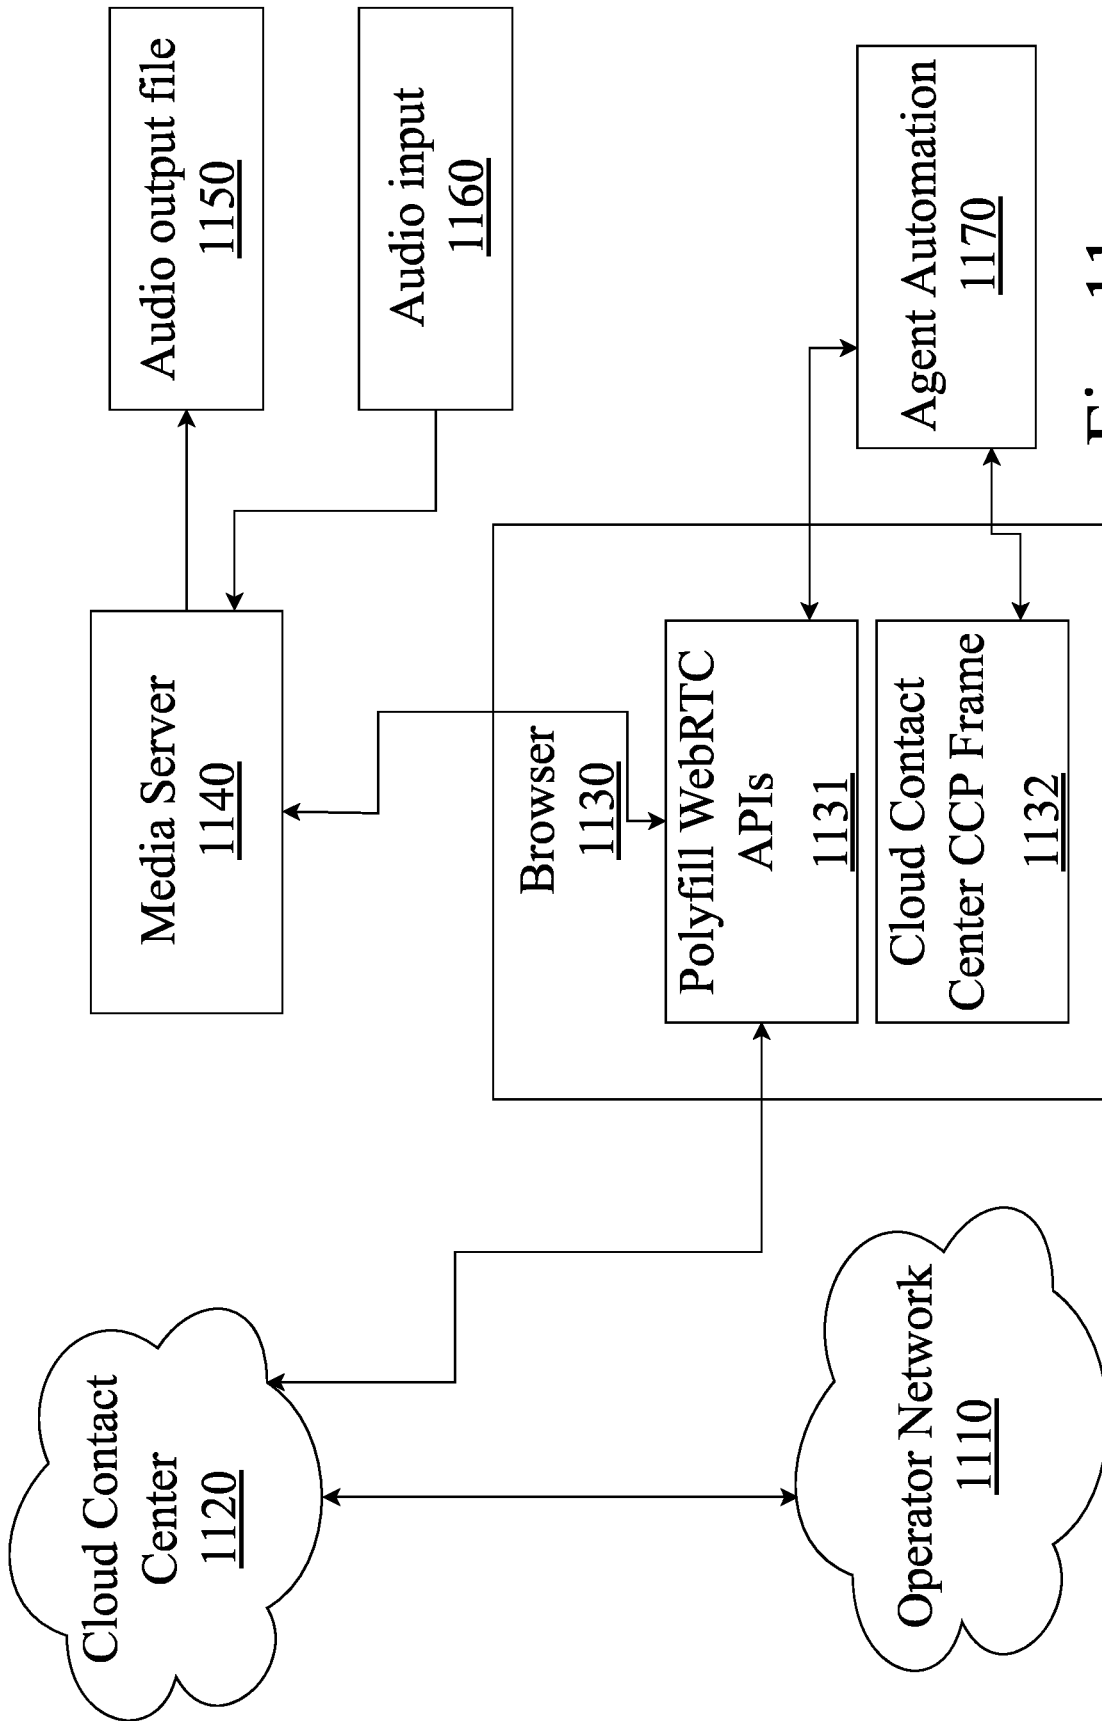 Cloud Contact
Center
1120
Operator Network
1110
Media Server
1140
Browser
1130
Polyfill WebRTC
APIs
1131
Cloud Contact
Center CCP Frame
1132
Audio output file
1150
Audio input
1160
Agent Automation
1170